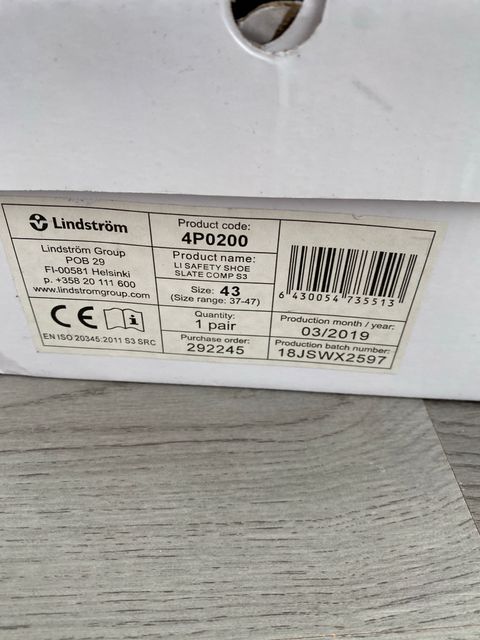 Lindström
Lindström Group
POB 29
FI-00581 Helsinki
p. +358 20 111 600
www.lindstromgroup.com
CE i
EN ISO 20345:2011 S3 SRC
Product code:
4P0200
Product name:
LI SAFETY SHOE
SLATE COMP S3
Size: 43
(Size range: 37-47)
Quantity:
1 pair
Purchase order:
292245
6 430054 735513
Production month / year:
03/2019
Production batch number:
18JSWX2597